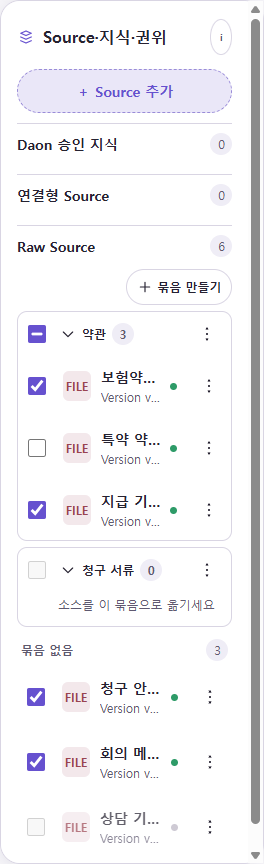 Source·지식·권위
i
+ Source 추가
Daon 승인 지식 0
연결형 Source 0
Raw Source 6
+ 묶음 만들기
약관 3
FILE 보험약...
Version v...
FILE 특약 약...
Version v...
FILE 지급 기...
Version v...
청구 서류 0
소스를 이 묶음으로 옮기세요
묶음 없음 3
FILE 청구 안...
Version v...
FILE 회의 메...
Version v...
FILE 상담 기...
Version v...